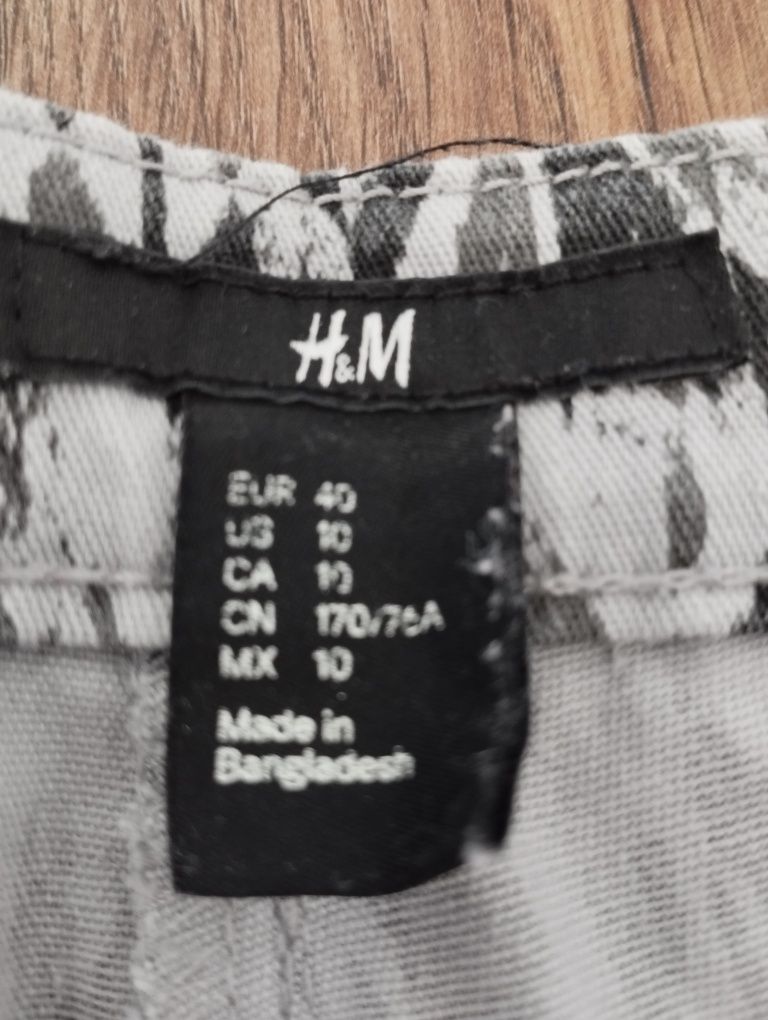 H&M
EUR 40
US 10
CA 10
CN 170/76A
MX 10
Made in
Bangladesh